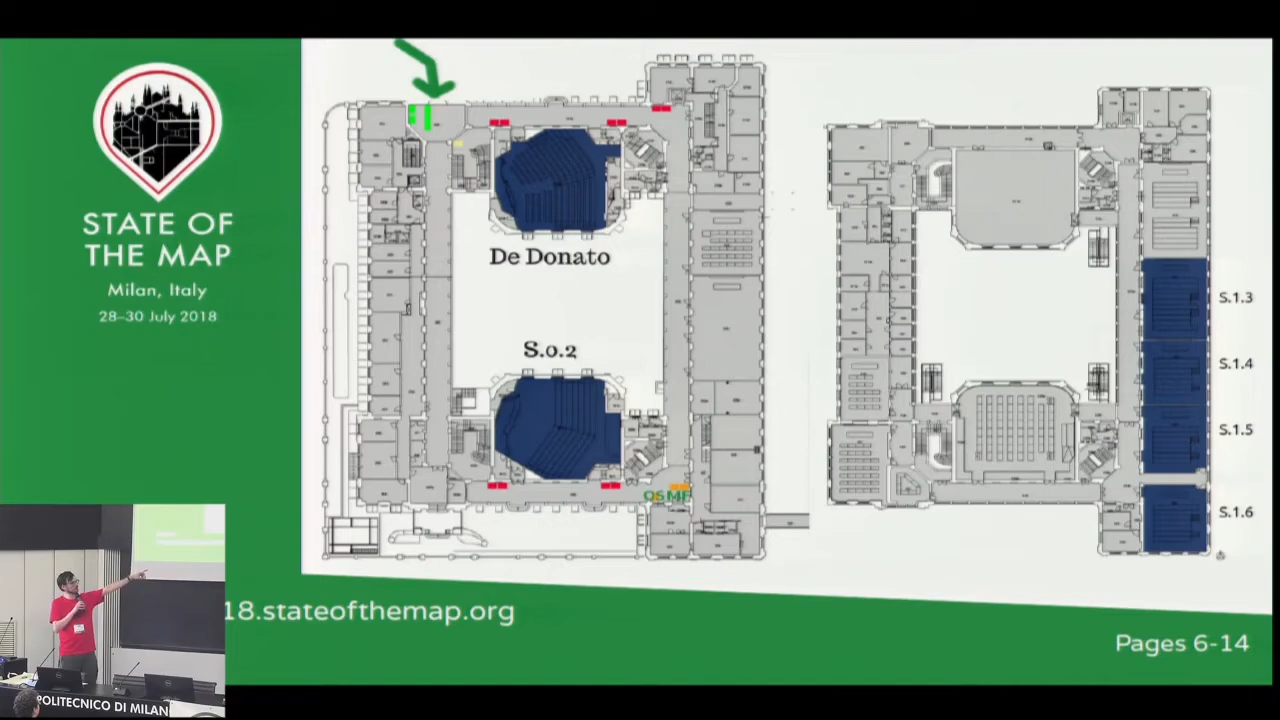 STATE OF
THE MAP
Milan, Italy
28–30 July 2018
De Donato
S.0.2
OSMF
S.1.3
S.1.4
S.1.5
S.1.6
18.stateofthemap.org
Pages 6-14
POLITECNICO DI MILAN